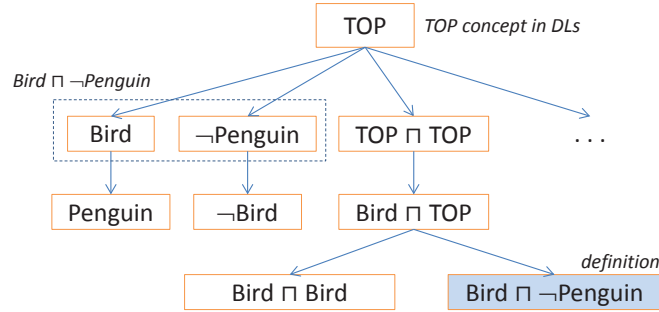 TOP
TOP concept in DLs
Bird ⊓ ¬Penguin
Bird
¬Penguin
TOP ⊓ TOP
. . .
Penguin
¬Bird
Bird ⊓ TOP
definition
Bird ⊓ Bird
Bird ⊓ ¬Penguin